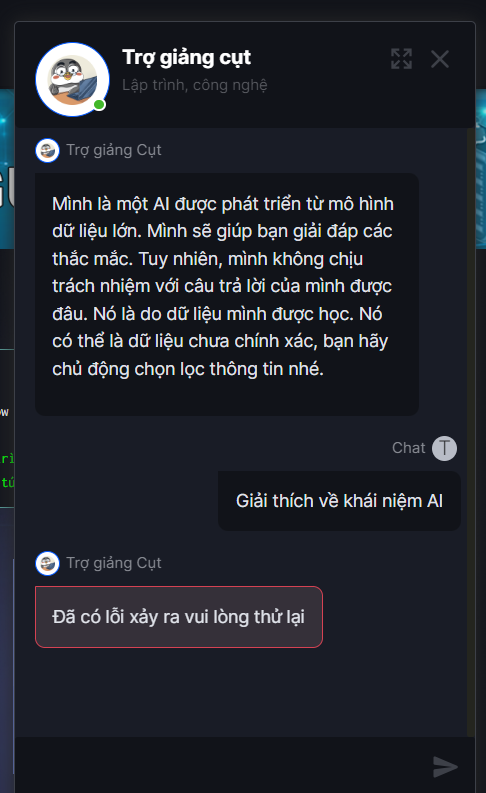 Trợ giảng cụt
Lập trình, công nghệ
Trợ giảng Cụt
Mình là một AI được phát triển từ mô hình
dữ liệu lớn. Mình sẽ giúp bạn giải đáp các
thắc mắc. Tuy nhiên, mình không chịu
trách nhiệm với câu trả lời của mình được
đâu. Nó là do dữ liệu mình được học. Nó
có thể là dữ liệu chưa chính xác, bạn hãy
chủ động chọn lọc thông tin nhé.
Chat T
Giải thích về khái niệm AI
Trợ giảng Cụt
Đã có lỗi xảy ra vui lòng thử lại